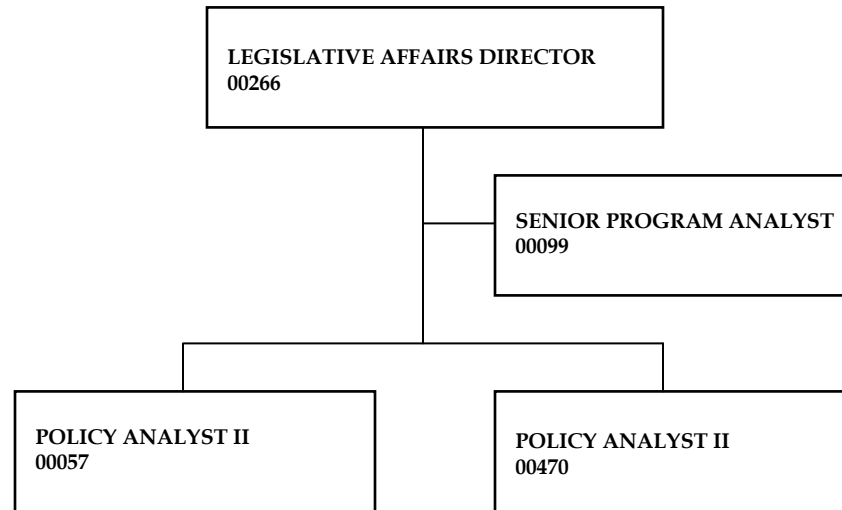 LEGISLATIVE AFFAIRS DIRECTOR
00266
SENIOR PROGRAM ANALYST
00099
POLICY ANALYST II
00057
POLICY ANALYST II
00470